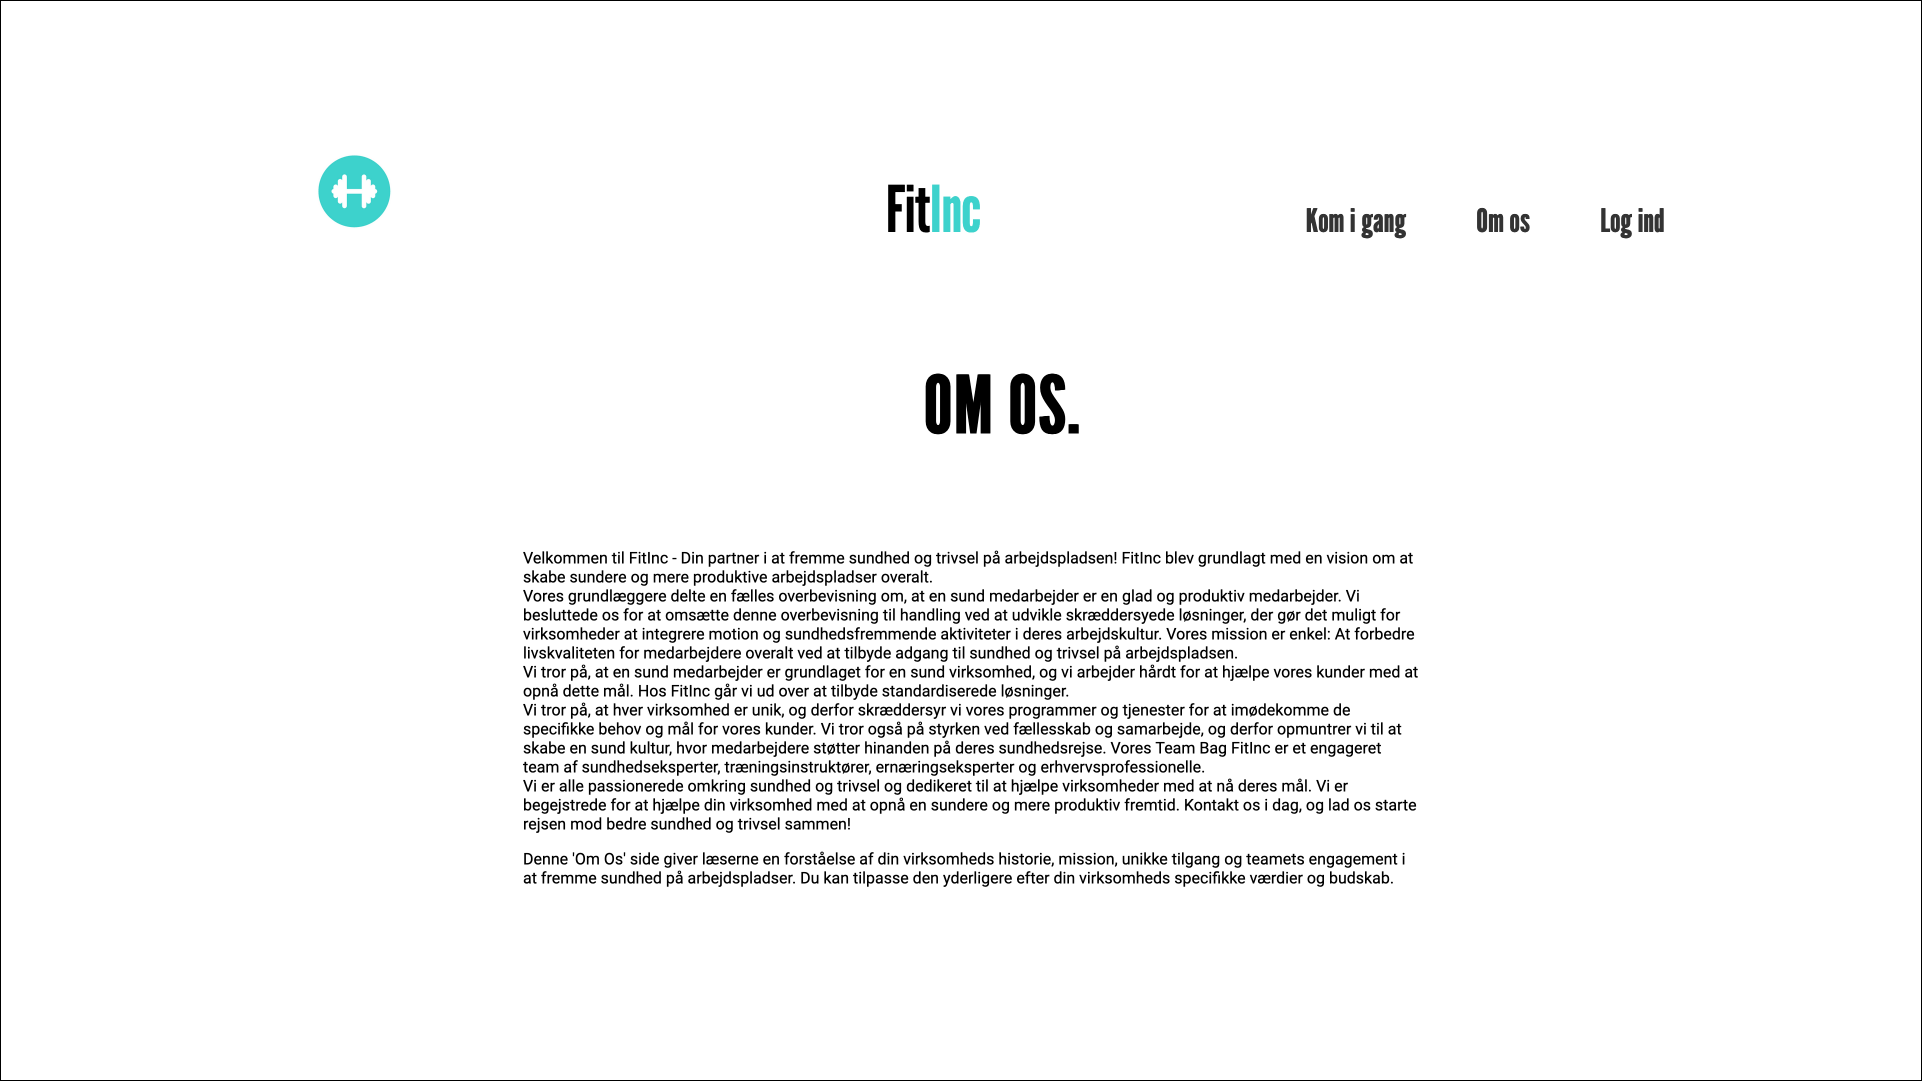 FitInc
Kom i gang
Om os
Log ind
OM OS.
Velkommen til FitInc - Din partner i at fremme sundhed og trivsel på arbejdspladsen! FitInc blev grundlagt med en vision om at
skabe sundere og mere produktive arbejdspladser overalt.
Vores grundlæggere delte en fælles overbevisning om, at en sund medarbejder er en glad og produktiv medarbejder. Vi
besluttede os for at omsætte denne overbevisning til handling ved at udvikle skræddersyede løsninger, der gør det muligt for
virksomheder at integrere motion og sundhedsfremmende aktiviteter i deres arbejdskultur. Vores mission er enkel: At forbedre
livskvaliteten for medarbejdere overalt ved at tilbyde adgang til sundhed og trivsel på arbejdspladsen.
Vi tror på, at en sund medarbejder er grundlaget for en sund virksomhed, og vi arbejder hårdt for at hjælpe vores kunder med at
opnå dette mål. Hos FitInc går vi ud over at tilbyde standardiserede løsninger.
Vi tror på, at hver virksomhed er unik, og derfor skræddersyr vi vores programmer og tjenester for at imødekomme de
specifikke behov og mål for vores kunder. Vi tror også på styrken ved fællesskab og samarbejde, og derfor opmuntrer vi til at
skabe en sund kultur, hvor medarbejdere støtter hinanden på deres sundhedsrejse. Vores Team Bag FitInc er et engageret
team af sundhedseksperter, træningsinstruktører, ernæringseksperter og erhvervsprofessionelle.
Vi er alle passionerede omkring sundhed og trivsel og dedikeret til at hjælpe virksomheder med at nå deres mål. Vi er
begejstrede for at hjælpe din virksomhed med at opnå en sundere og mere produktiv fremtid. Kontakt os i dag, og lad os starte
rejsen mod bedre sundhed og trivsel sammen!
Denne 'Om Os' side giver læserne en forståelse af din virksomheds historie, mission, unikke tilgang og teamets engagement i
at fremme sundhed på arbejdspladser. Du kan tilpasse den yderligere efter din virksomheds specifikke værdier og budskab.